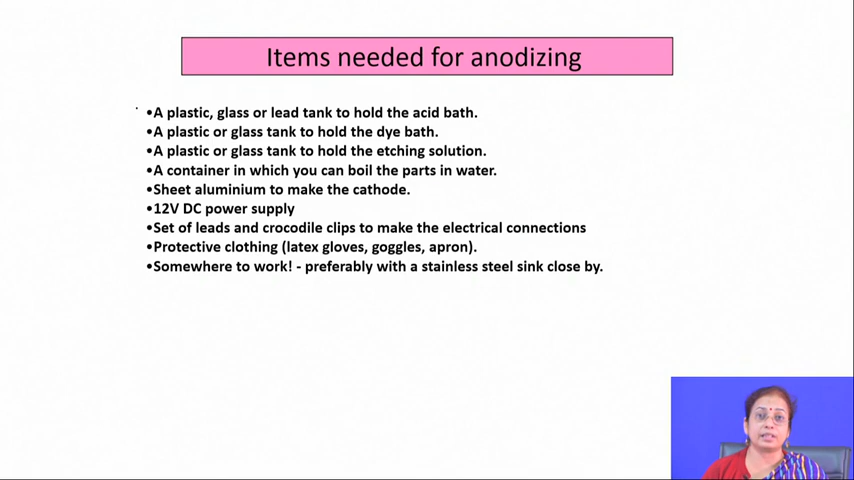 Items needed for anodizing
•A plastic, glass or lead tank to hold the acid bath.
•A plastic or glass tank to hold the dye bath.
•A plastic or glass tank to hold the etching solution.
•A container in which you can boil the parts in water.
•Sheet aluminium to make the cathode.
•12V DC power supply
•Set of leads and crocodile clips to make the electrical connections
•Protective clothing (latex gloves, goggles, apron).
•Somewhere to work! - preferably with a stainless steel sink close by.